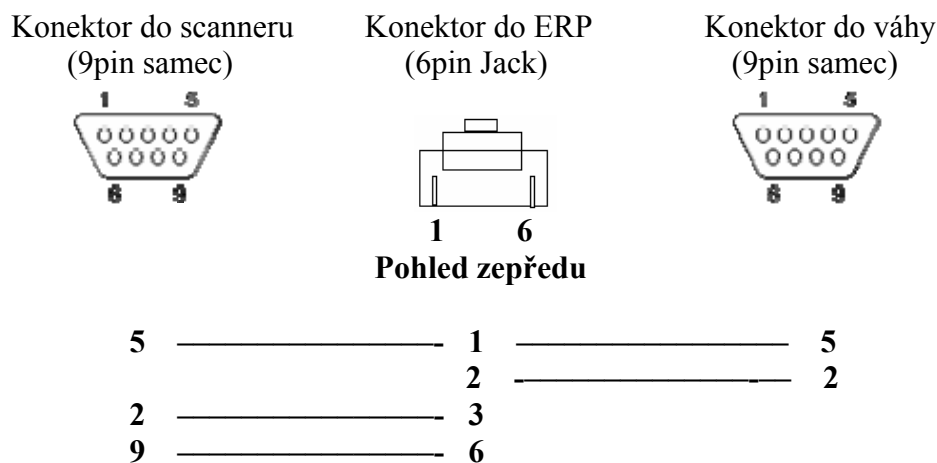 Konektor do scanneru Konektor do ERP Konektor do váhy
(9pin samec) (6pin Jack) (9pin samec)
1 5 1 5
6 9 6 9
1 6
Pohled zepředu
5 1 5
2 2
2 3
9 6